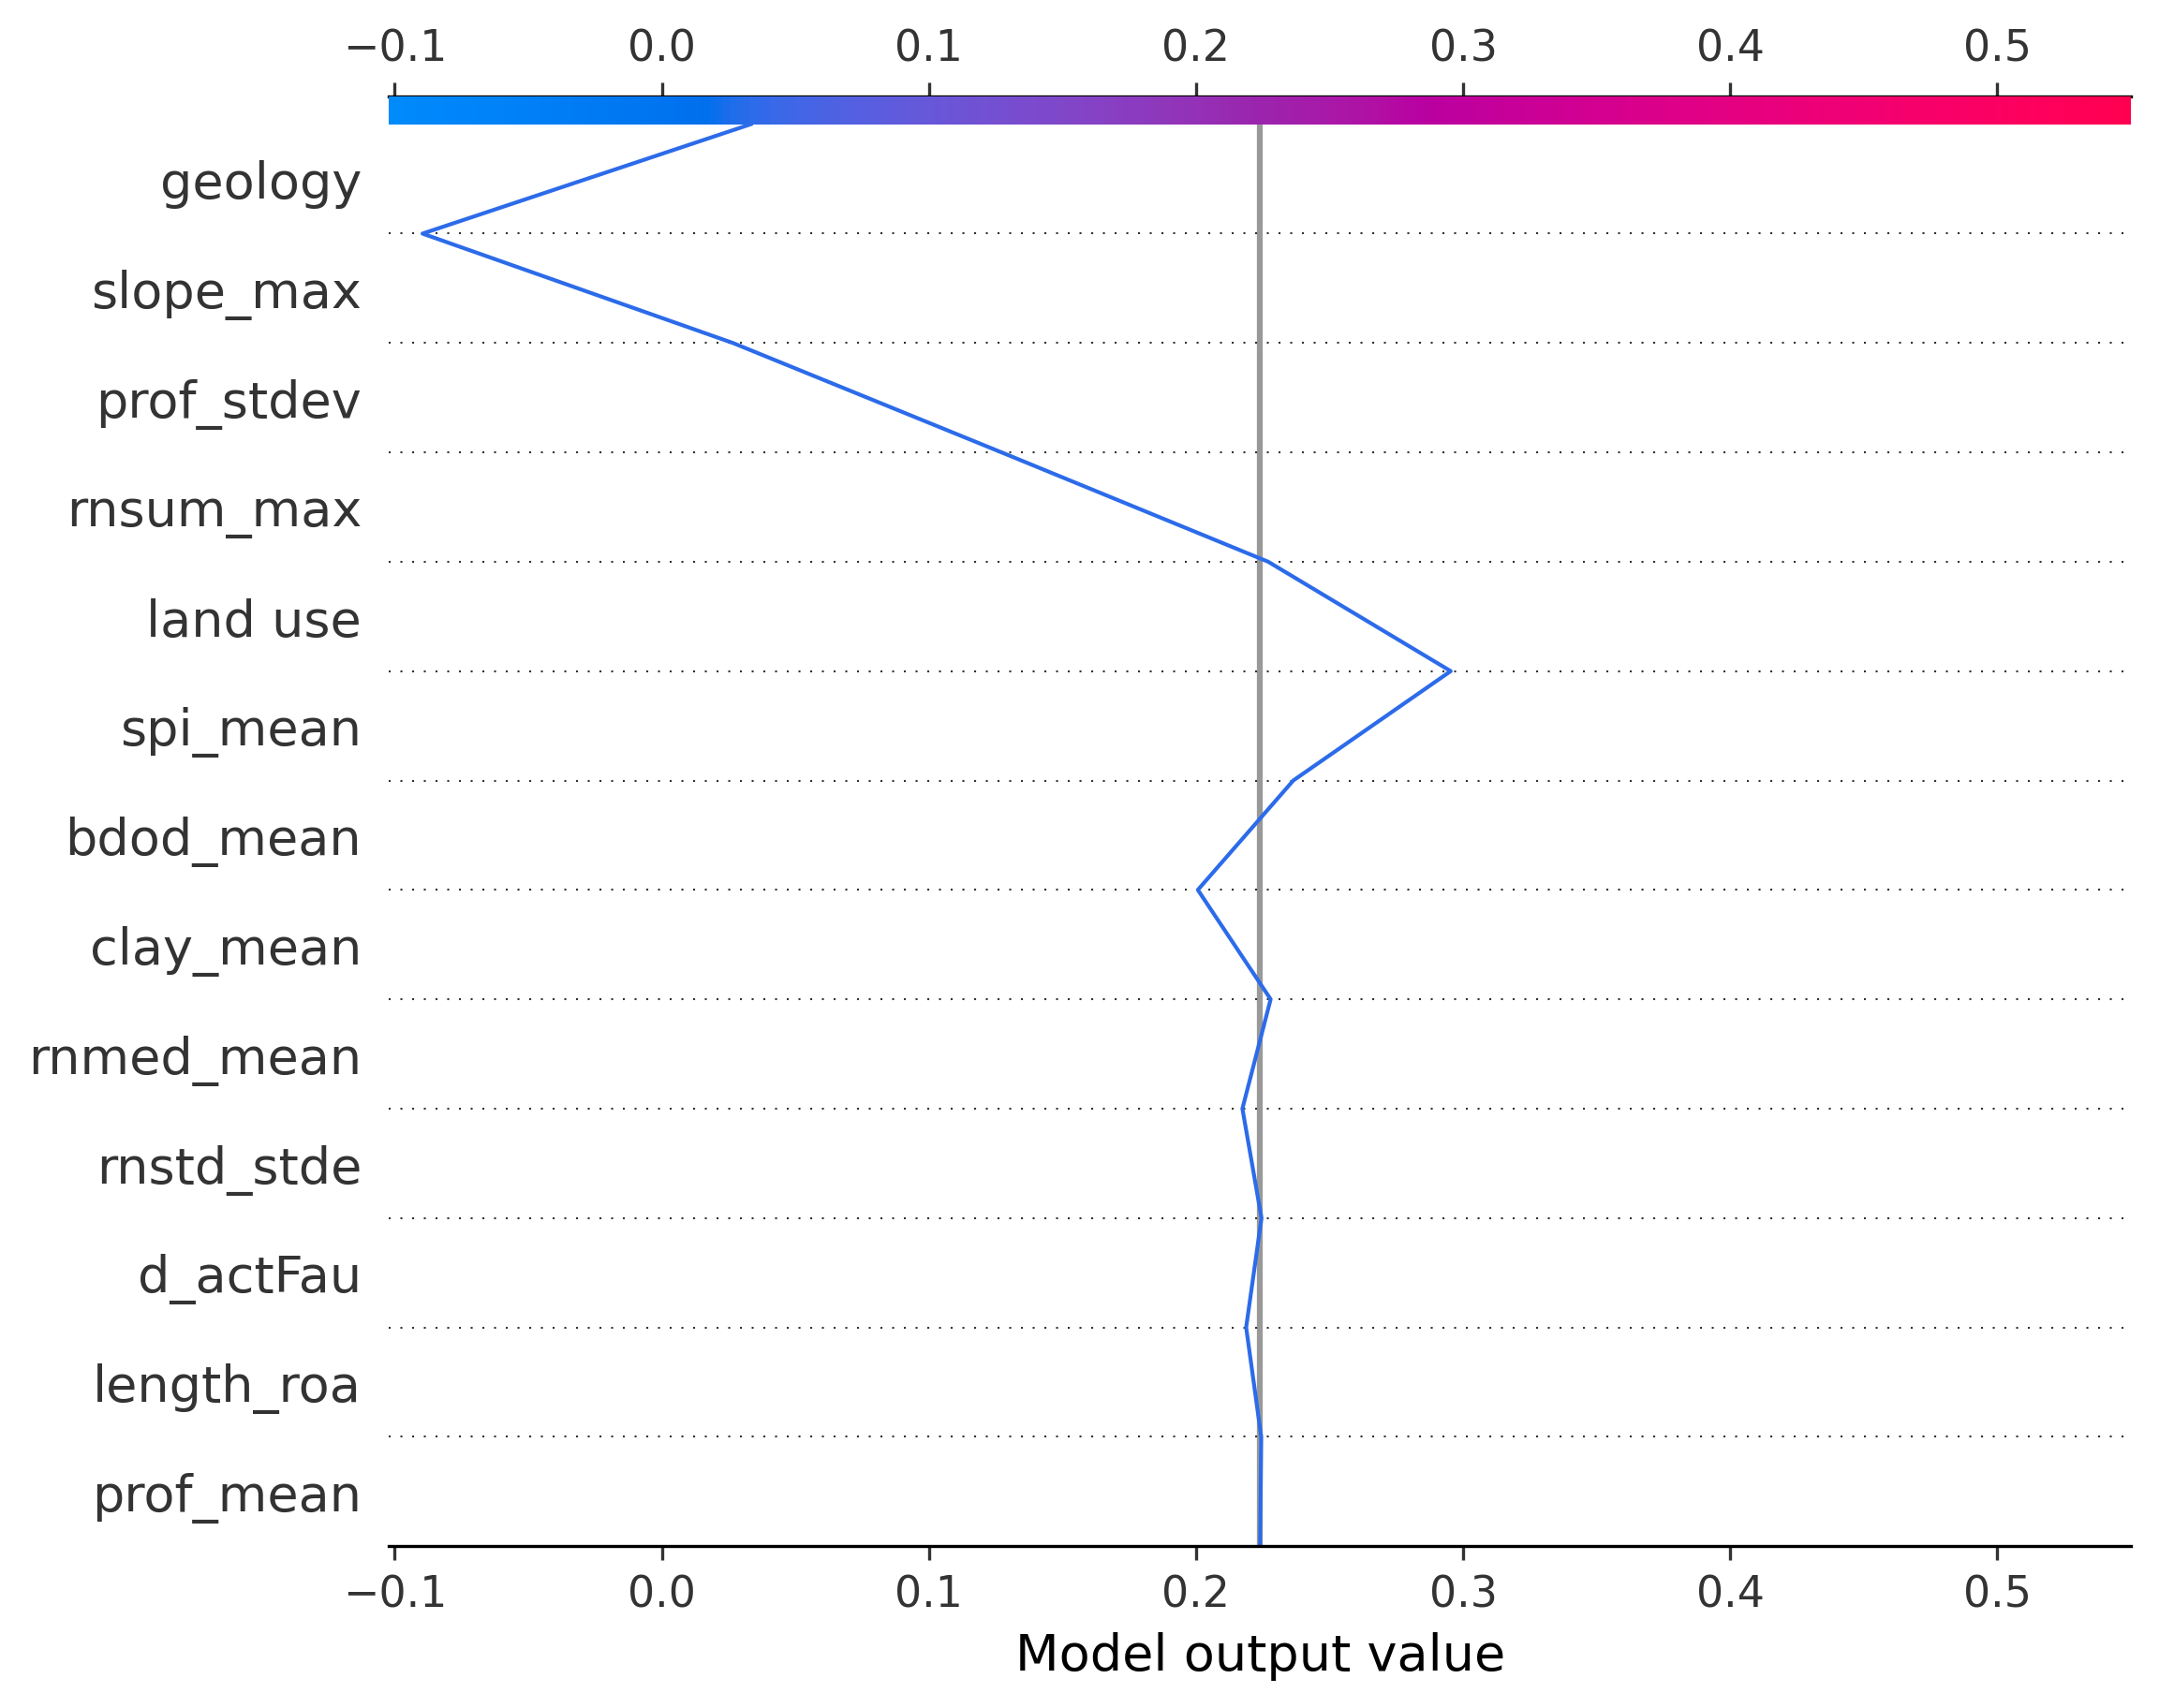 −0.1 0.0 0.1 0.2 0.3 0.4 0.5
geology
slope_max
prof_stdev
rnsum_max
land use
spi_mean
bdod_mean
clay_mean
rnmed_mean
rnstd_stde
d_actFau
length_roa
prof_mean
−0.1 0.0 0.1 0.2 0.3 0.4 0.5
Model output value